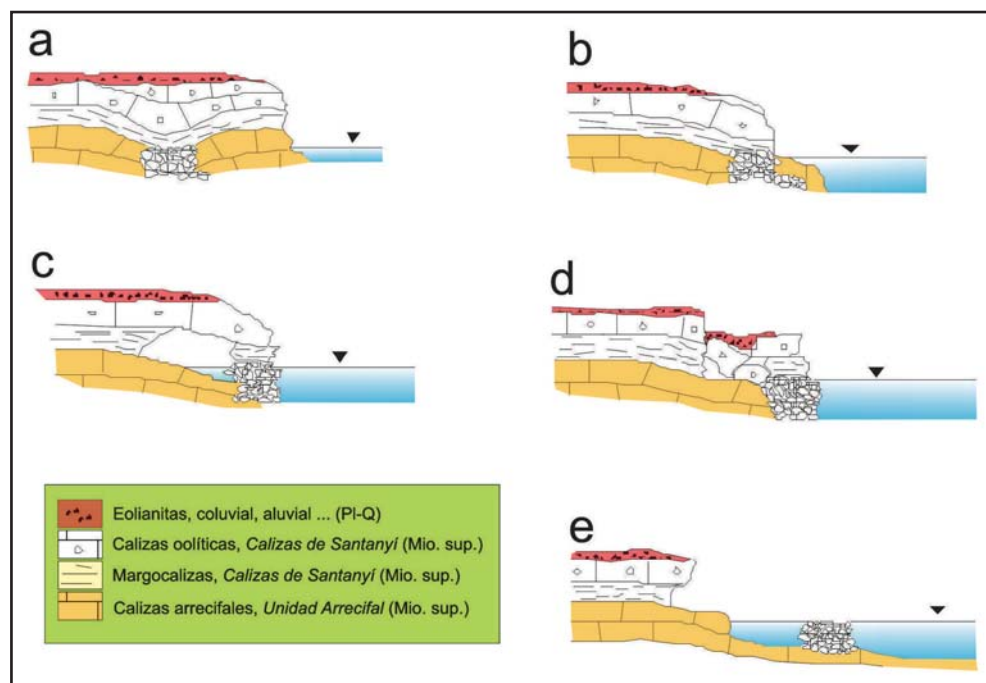 a
b
c
d
e
Eolianitas, coluvial, aluvial ... (Pl-Q)
Calizas oolíticas, Calizas de Santanyí (Mio. sup.)
Margocalizas, Calizas de Santanyí (Mio. sup.)
Calizas arrecifales, Unidad Arrecifal (Mio. sup.)